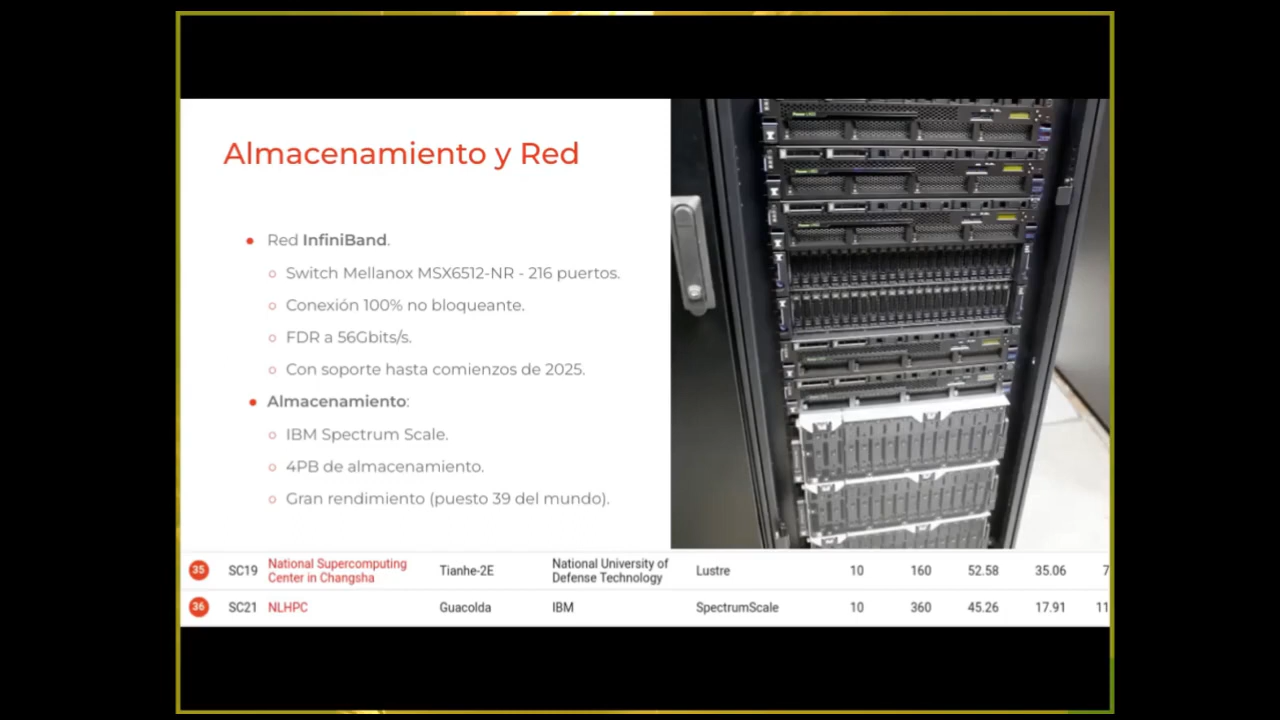 Almacenamiento y Red
Red InfiniBand.
Switch Mellanox MSX6512-NR - 216 puertos.
Conexión 100% no bloqueante.
FDR a 56Gbits/s.
Con soporte hasta comienzos de 2025.
Almacenamiento:
IBM Spectrum Scale.
4PB de almacenamiento.
Gran rendimiento (puesto 39 del mundo).
35 SC19 National Supercomputing Center in Changsha Tianhe-2E National University of Defense Technology Lustre 10 160 52.58 35.06 7
36 SC21 NLHPC Guacolda IBM SpectrumScale 10 360 45.26 17.91 11